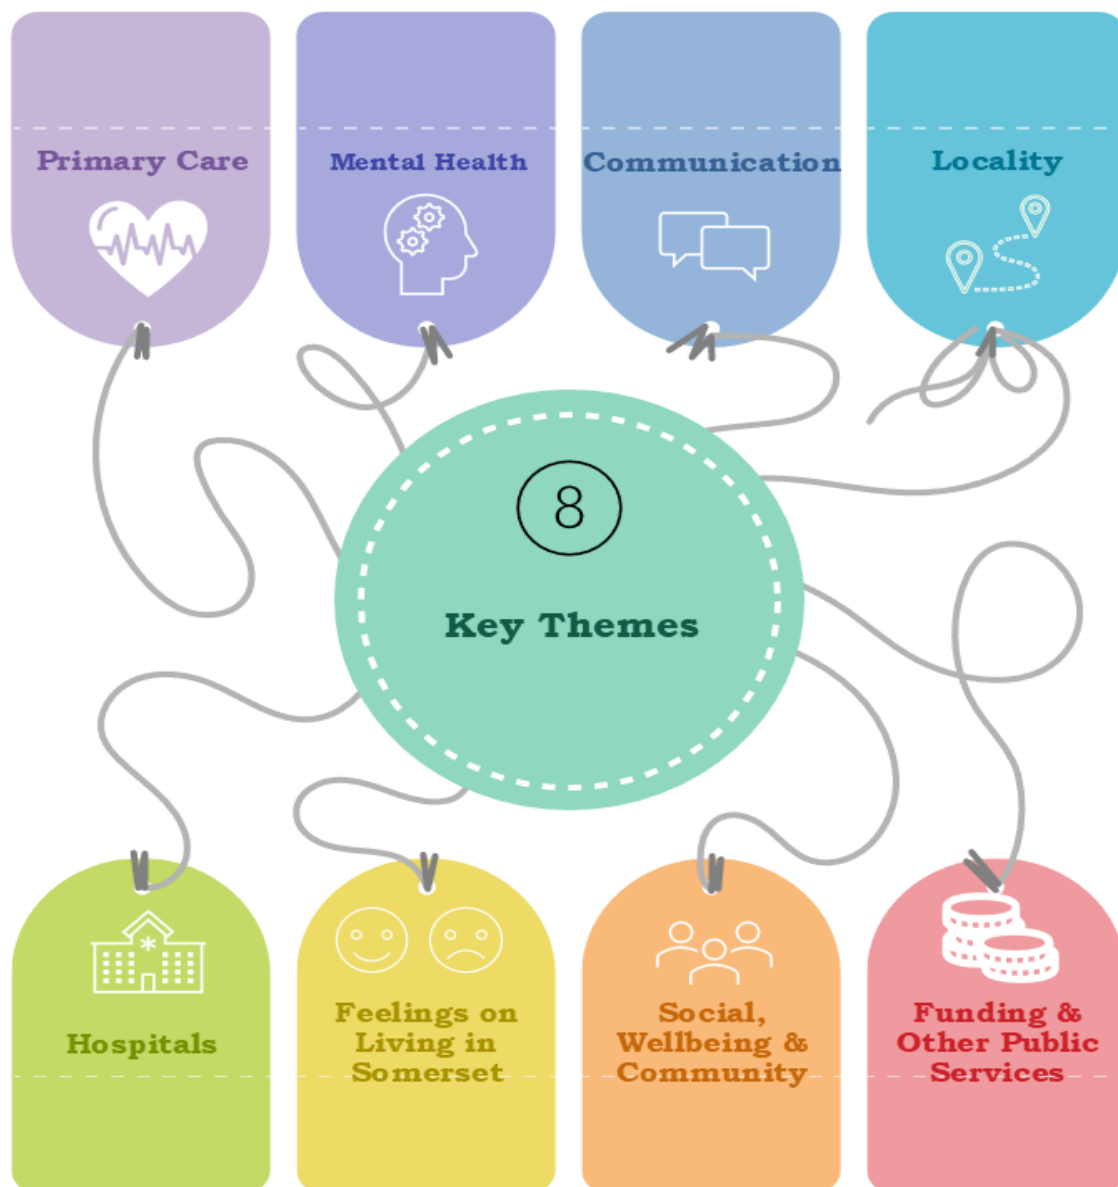 Primary Care
Mental Health
Communication
Locality
8
Key Themes
Hospitals
Feelings on
Living in
Somerset
Social,
Wellbeing &
Community
Funding &
Other Public
Services